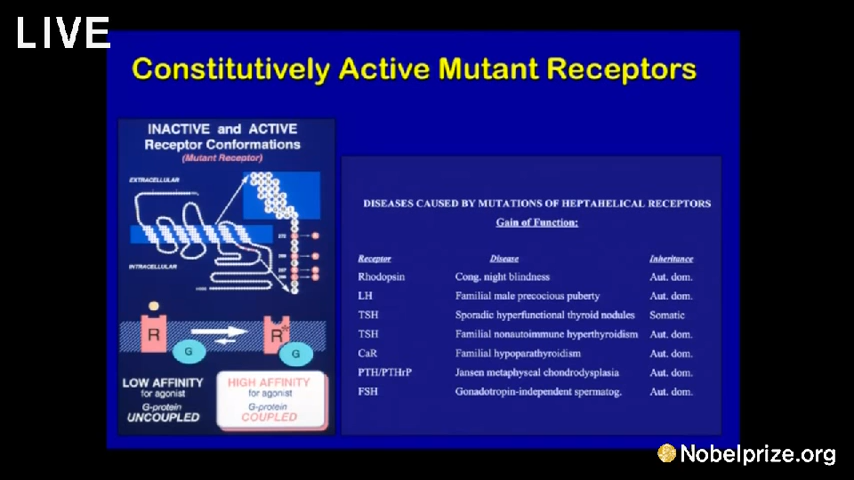 LIVE
Constitutively Active Mutant Receptors
INACTIVE and ACTIVE
Receptor Conformations
(Mutant Receptor)
EXTRACELLULAR
INTRACELLULAR
R
G
R*
G
LOW AFFINITY
for agonist
G-protein
UNCOUPLED
HIGH AFFINITY
for agonist
G-protein
COUPLED
DISEASES CAUSED BY MUTATIONS OF HEPTAHELICAL RECEPTORS
Gain of Function:
Receptor Disease Inheritance
Rhodopsin Cong. night blindness Aut. dom.
LH Familial male precocious puberty Aut. dom.
TSH Sporadic hyperfunctional thyroid nodules Somatic
TSH Familial nonautoimmune hyperthyroidism Aut. dom.
CaR Familial hypoparathyroidism Aut. dom.
PTH/PTHrP Jansen metaphyseal chondrodysplasia Aut. dom.
FSH Gonadotropin-independent spermatog. Aut. dom.
Nobelprize.org